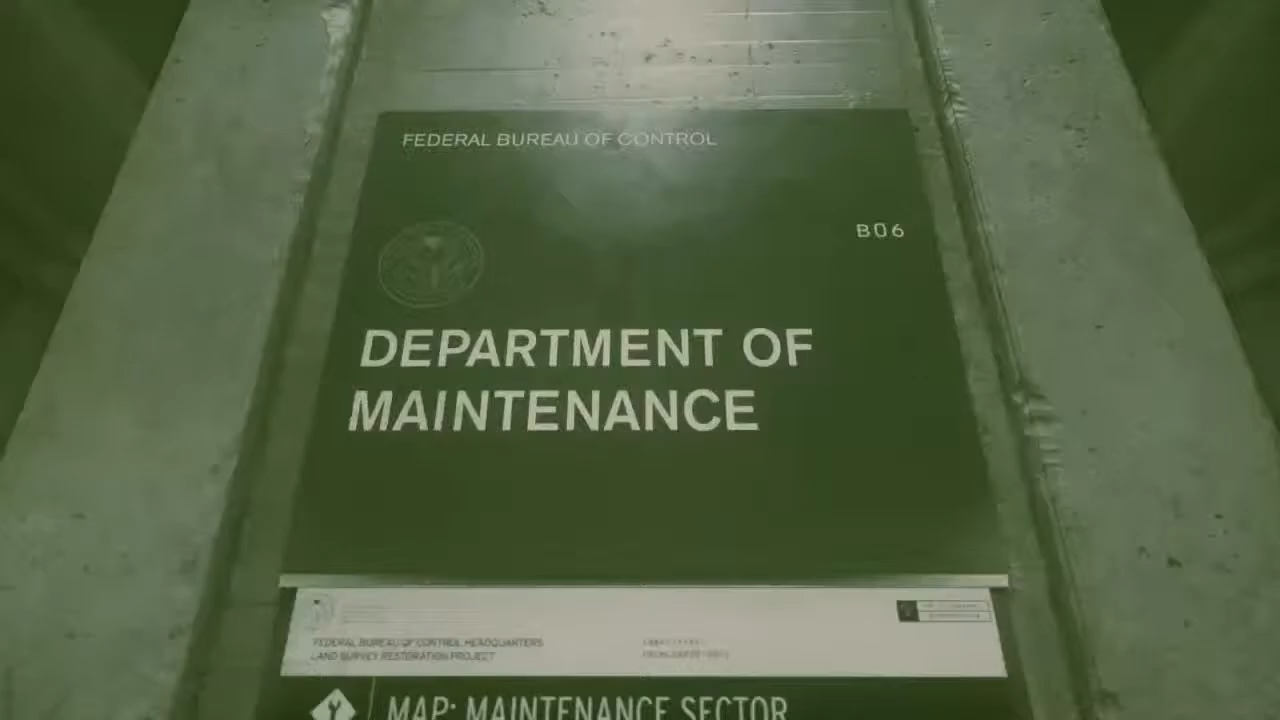 FEDERAL BUREAU OF CONTROL
B06
DEPARTMENT OF
MAINTENANCE
FEDERAL BUREAU OF CONTROL HEADQUARTERS
LAND SURVEY RESTORATION PROJECT
MAP: MAINTENANCE SECTOR